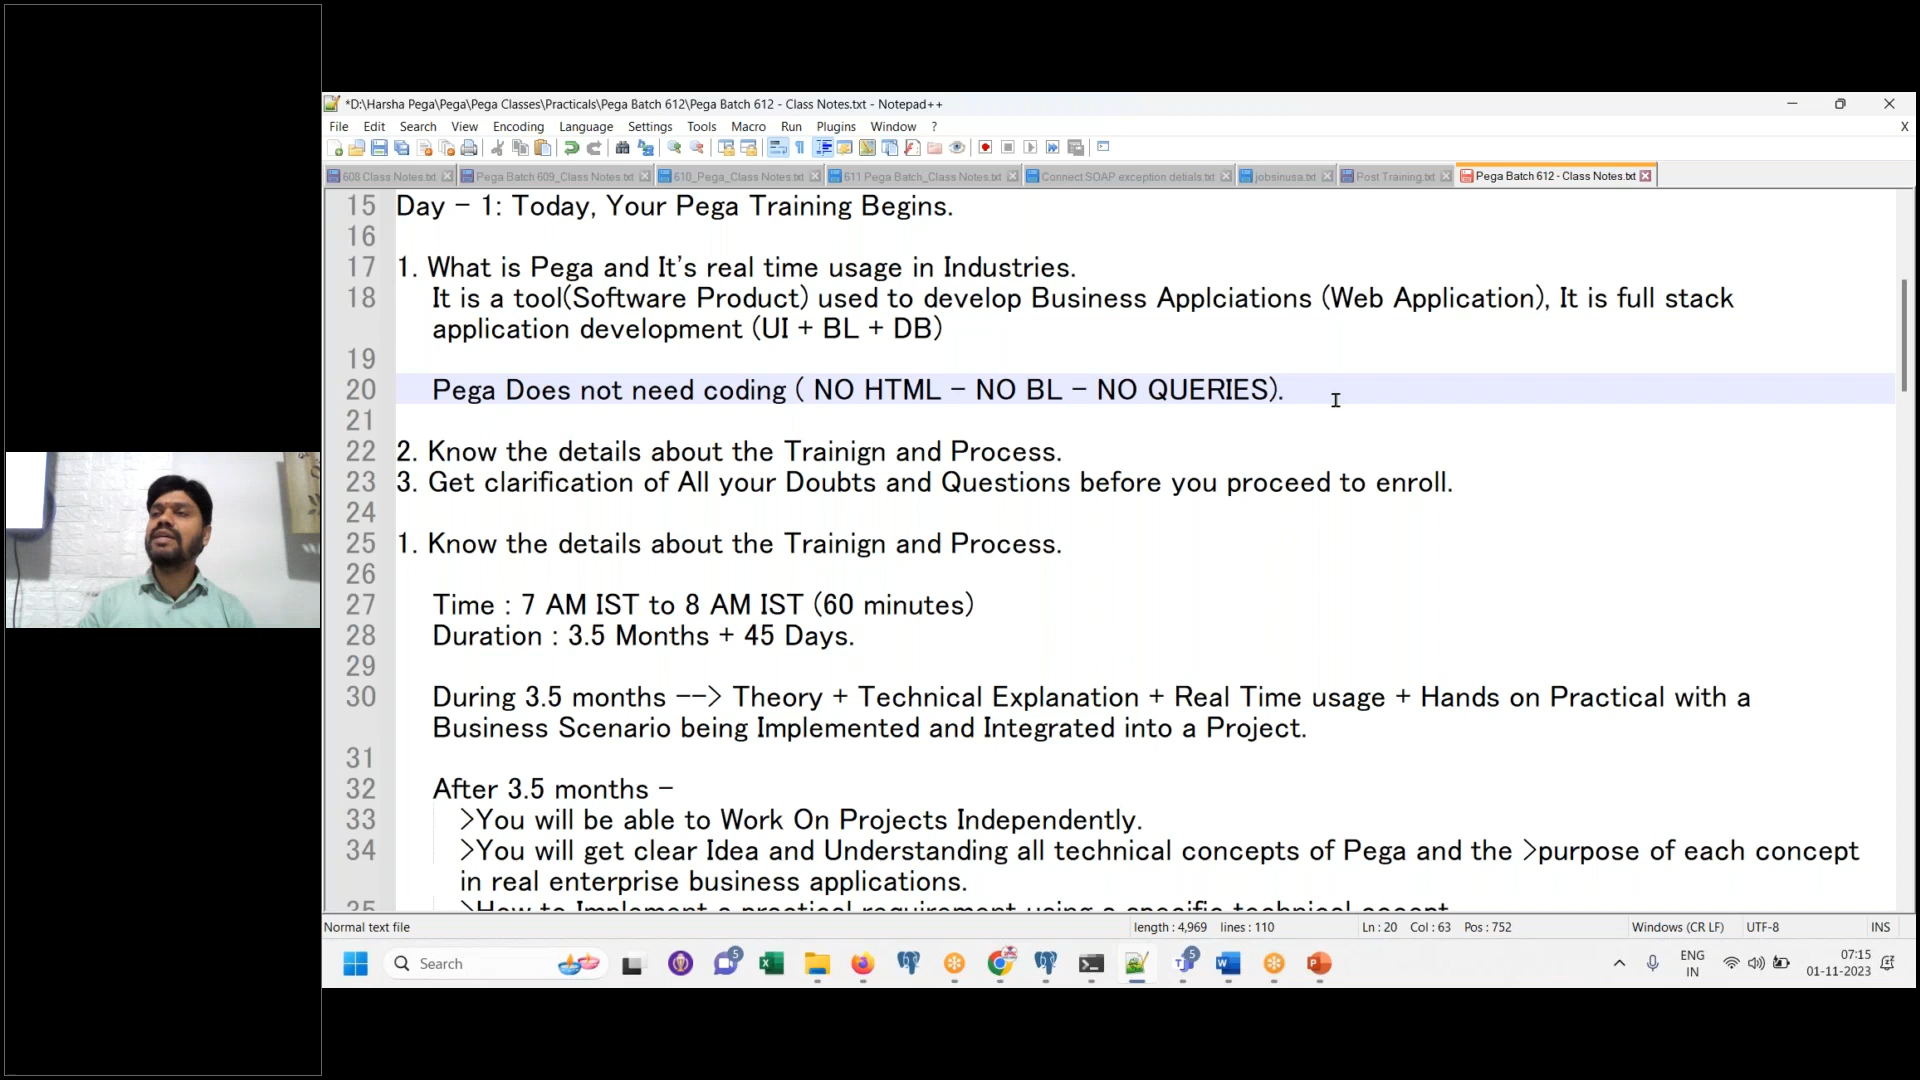 *D:\Harsha Pega\Pega\Pega Classes\Practicals\Pega Batch 612\Pega Batch 612 - Class Notes.txt - Notepad++
File Edit Search View Encoding Language Settings Tools Macro Run Plugins Window ?
X
608 Class Notes.txt Pega Batch 609_Class Notes.txt 610_Pega_Class Notes.txt 611 Pega Batch_Class Notes.txt Connect SOAP exception detials.txt jobsinusa.txt Post Training.txt Pega Batch 612 - Class Notes.txt
15 Day - 1: Today, Your Pega Training Begins.
16
17 1. What is Pega and It's real time usage in Industries.
18 It is a tool(Software Product) used to develop Business Applciations (Web Application), It is full stack
application development (UI + BL + DB)
19
20 Pega Does not need coding ( NO HTML - NO BL - NO QUERIES).
21
22 2. Know the details about the Trainign and Process.
23 3. Get clarification of All your Doubts and Questions before you proceed to enroll.
24
25 1. Know the details about the Trainign and Process.
26
27 Time : 7 AM IST to 8 AM IST (60 minutes)
28 Duration : 3.5 Months + 45 Days.
29
30 During 3.5 months --> Theory + Technical Explanation + Real Time usage + Hands on Practical with a
Business Scenario being Implemented and Integrated into a Project.
31
32 After 3.5 months -
33 >You will be able to Work On Projects Independently.
34 >You will get clear Idea and Understanding all technical concepts of Pega and the >purpose of each concept
in real enterprise business applications.
35 >How to Implement a practical requirement using a specific technical
Normal text file length : 4,969 lines : 110 Ln : 20 Col : 63 Pos : 752 Windows (CR LF) UTF-8 INS
Search 5 5 ENG IN 07:15
01-11-2023